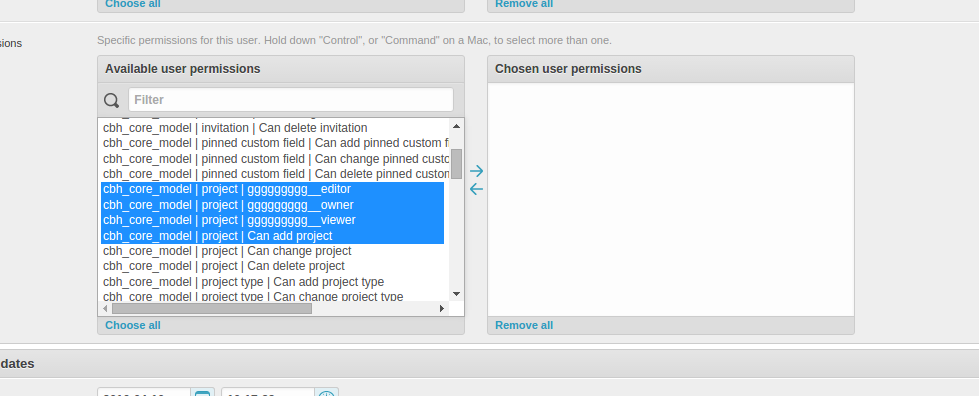 Choose all
Remove all
sions
Specific permissions for this user. Hold down "Control", or "Command" on a Mac, to select more than one.
Available user permissions
Chosen user permissions
Filter
cbh_core_model | invitation | Can delete invitation
cbh_core_model | pinned custom field | Can add pinned custom f
cbh_core_model | pinned custom field | Can change pinned custo
cbh_core_model | pinned custom field | Can delete pinned custom
cbh_core_model | project | ggggggggg__editor
cbh_core_model | project | ggggggggg__owner
cbh_core_model | project | ggggggggg__viewer
cbh_core_model | project | Can add project
cbh_core_model | project | Can change project
cbh_core_model | project | Can delete project
cbh_core_model | project type | Can add project type
cbh_core_model | project type | Can change project type
Choose all
Remove all
dates